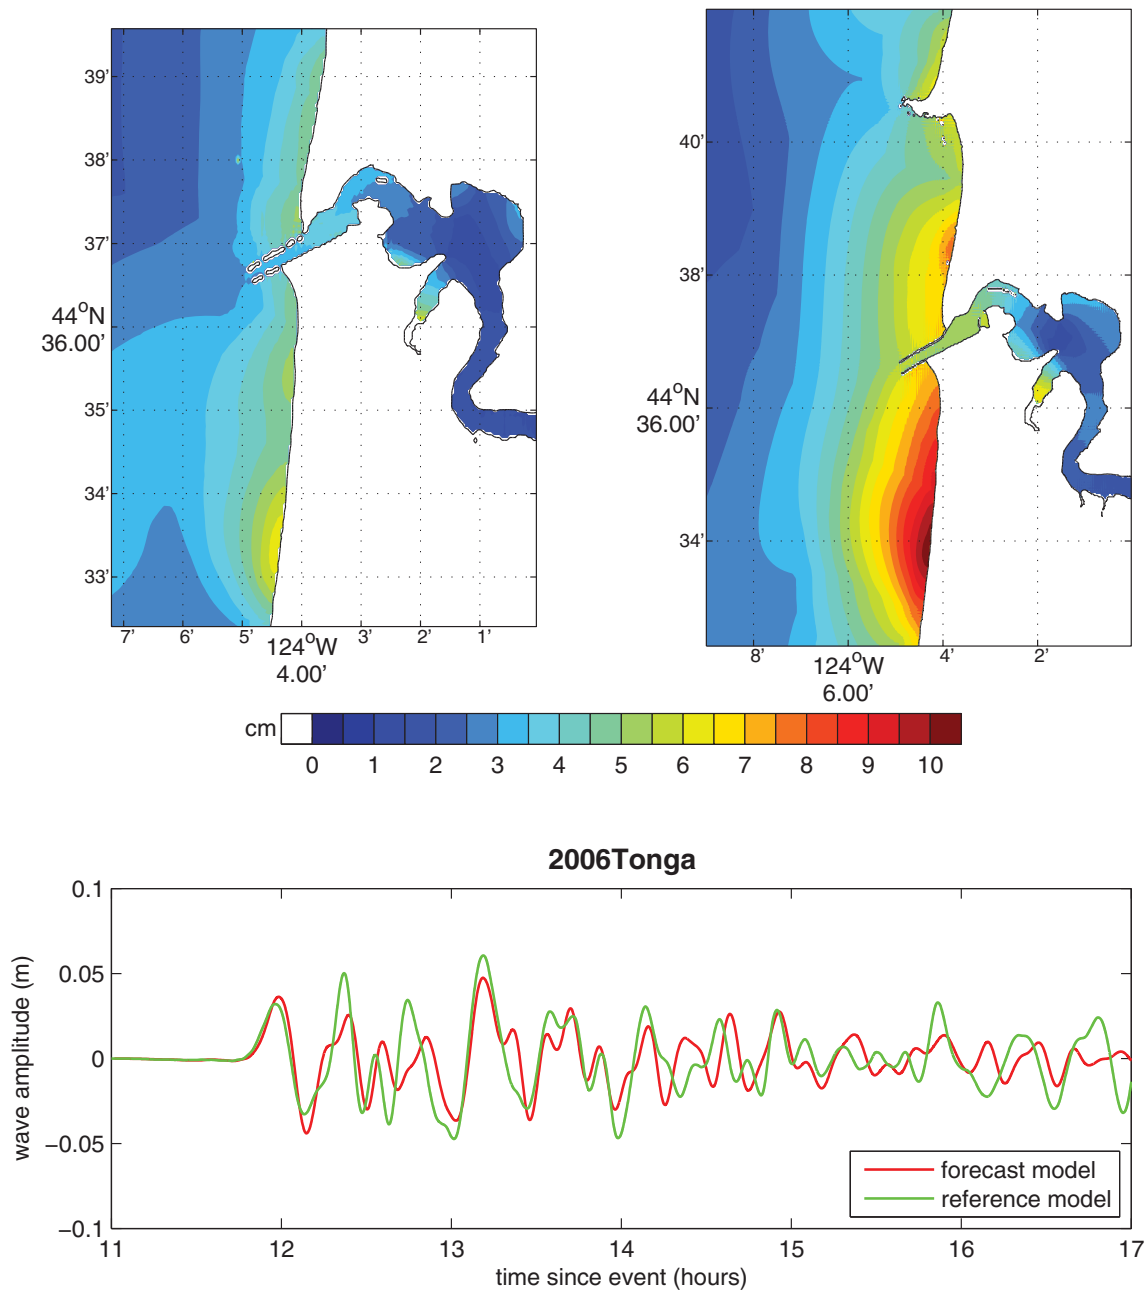 39'
38'
37'
44°N
36.00'
35'
34'
33'
7' 6' 5' 124°W 3' 2' 1'
4.00'
40'
38'
44°N
36.00'
34'
8' 124°W 4' 2'
6.00'
cm
0 1 2 3 4 5 6 7 8 9 10
2006Tonga
0.1
0.05
0
−0.05
−0.1
wave amplitude (m)
forecast model
reference model
11 12 13 14 15 16 17
time since event (hours)